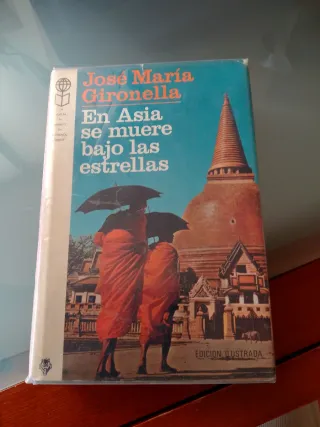 José María
Gironella
En Asia
se muere
bajo las
estrellas
EDICION ILUSTRADA